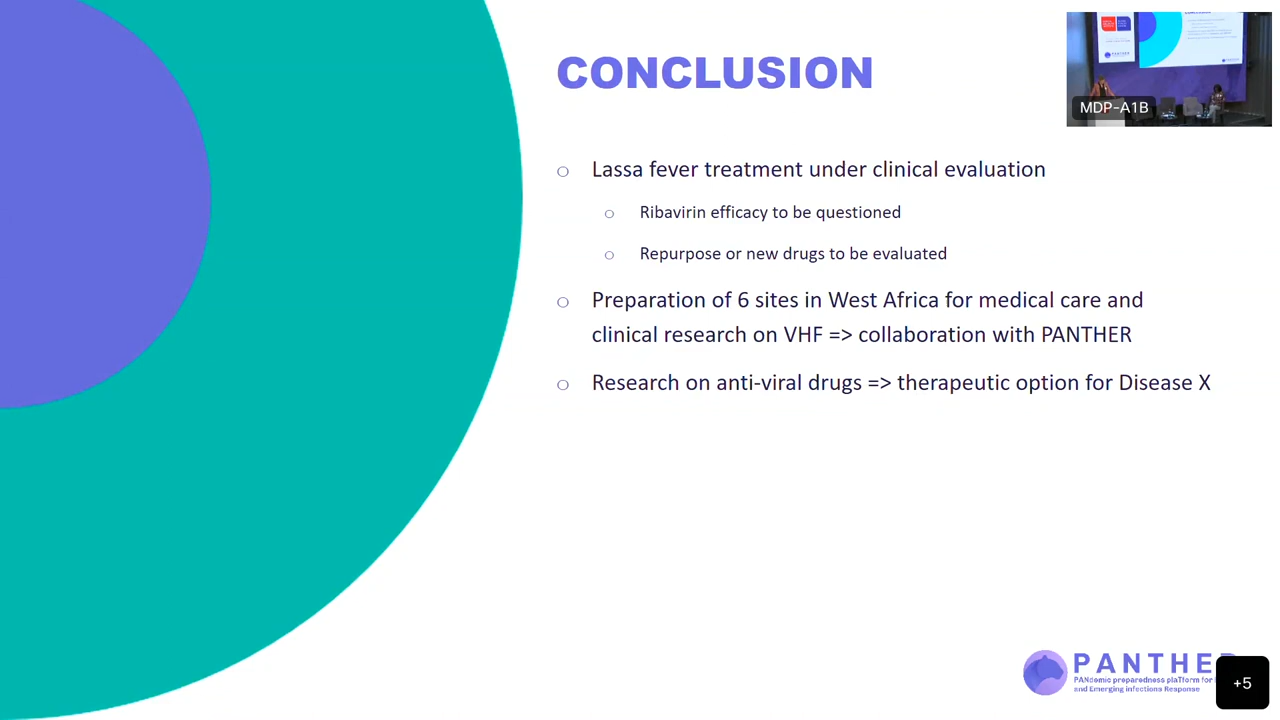 CONCLUSION
MDP-A1B
Lassa fever treatment under clinical evaluation
Ribavirin efficacy to be questioned
Repurpose or new drugs to be evaluated
Preparation of 6 sites in West Africa for medical care and
clinical research on VHF => collaboration with PANTHER
Research on anti-viral drugs => therapeutic option for Disease X
PANTHE
PANdemic preparedness plaTform for
and Emerging infections Response
+5